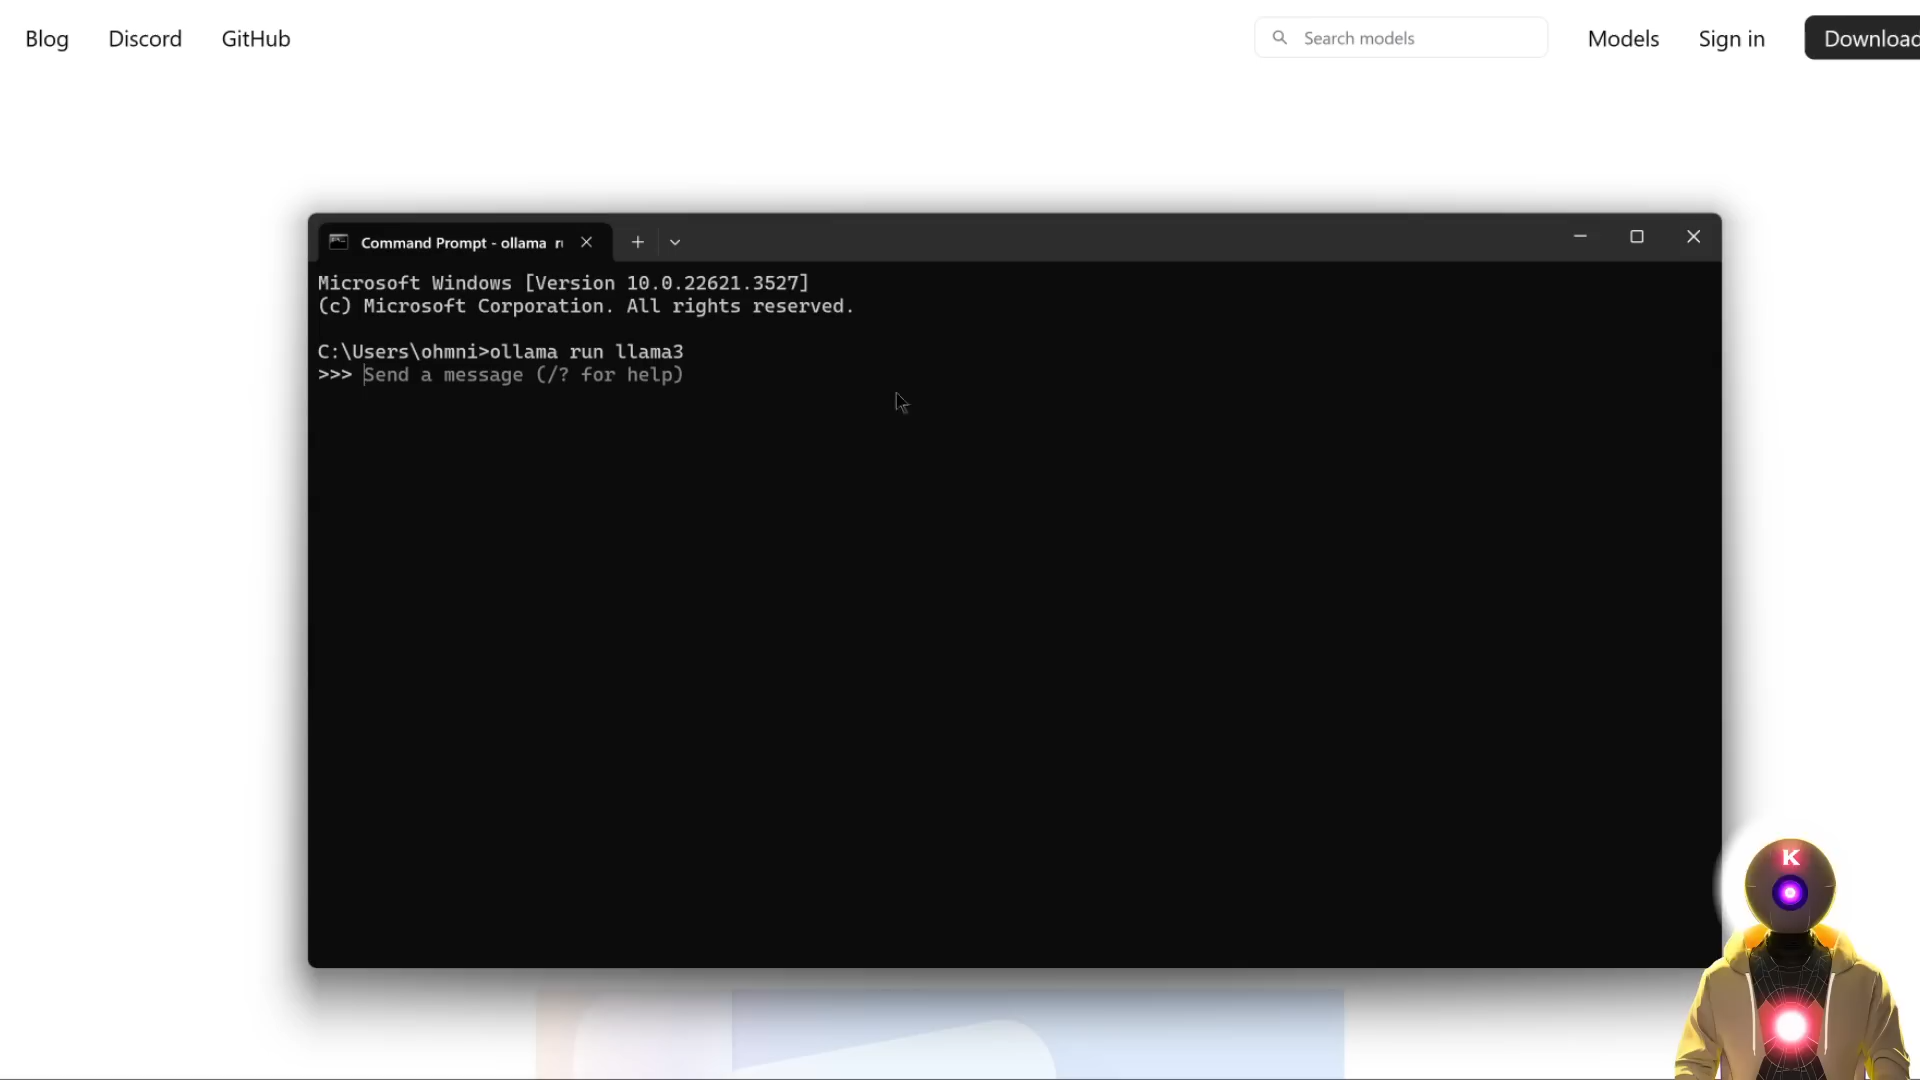 Blog Discord GitHub Search models Models Sign in Download
Command Prompt - ollama r
Microsoft Windows [Version 10.0.22621.3527]
(c) Microsoft Corporation. All rights reserved.
C:\Users\ohmni>ollama run llama3
>>> Send a message (/? for help)
K